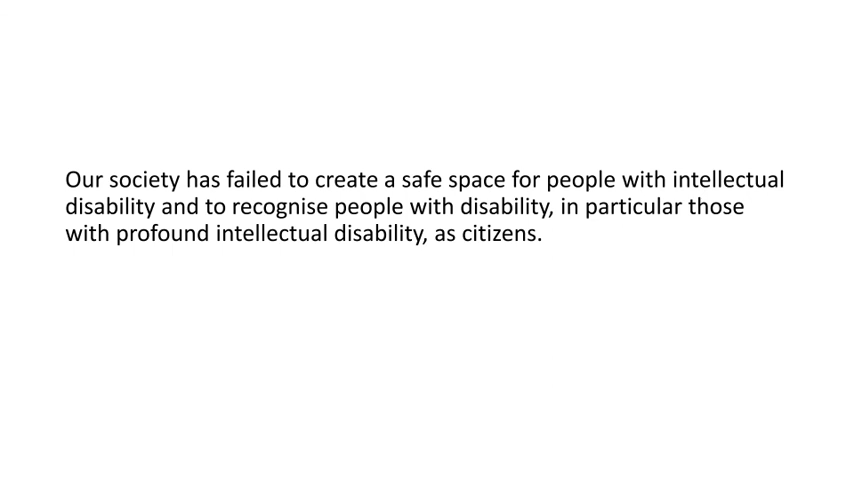 Our society has failed to create a safe space for people with intellectual
disability and to recognise people with disability, in particular those
with profound intellectual disability, as citizens.